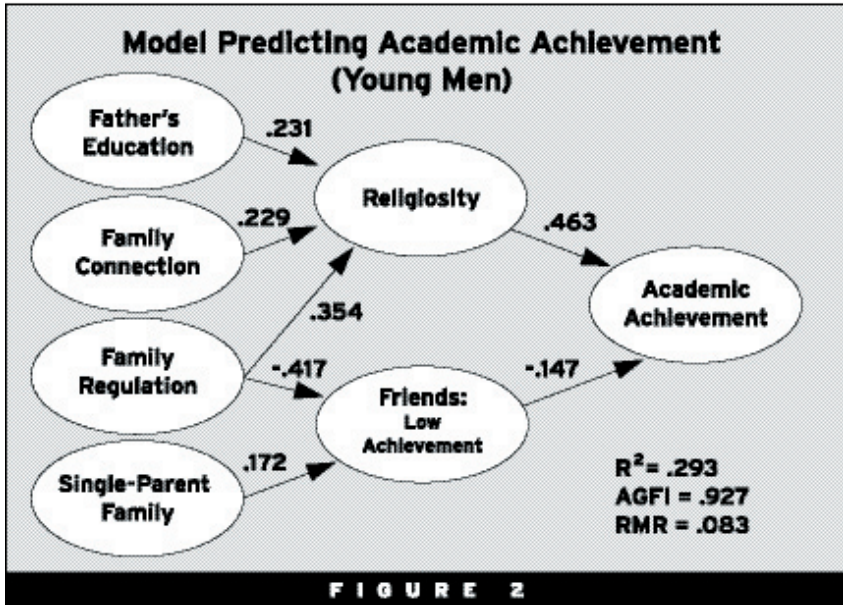 Model Predicting Academic Achievement
(Young Men)
Father's
Education
.231
Religiosity
Family
Connection
.229
.463
Academic
Achievement
.354
Family
Regulation
-.417
-.147
Friends:
Low
Achievement
.172
Single-Parent
Family
R² = .293
AGFI = .927
RMR = .083
FIGURE 2